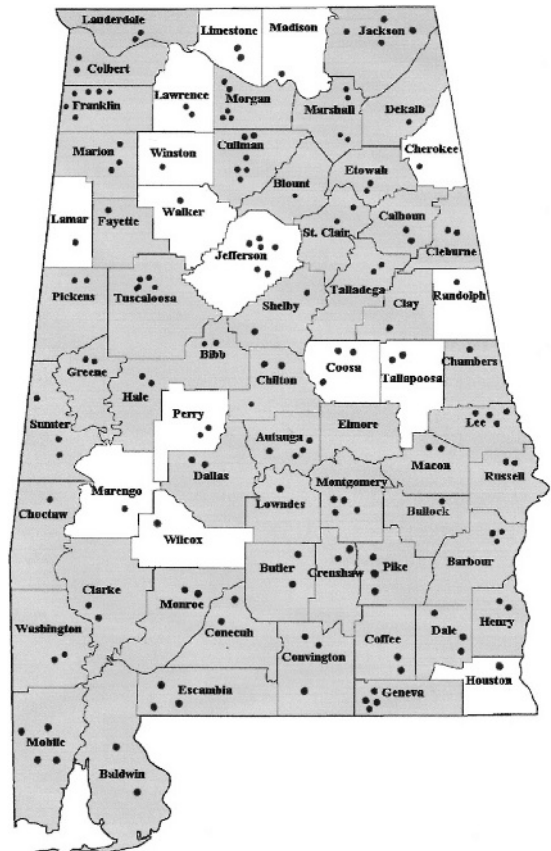 Lauderdale
Limestone
Madison
Jackson
Colbert
Franklin
Lawrence
Morgan
Marshall
Dekalb
Marion
Winston
Cullman
Cherokee
Etowah
Blount
Walker
Lamar
Fayette
St. Clair
Calhoun
Cleburne
Jefferson
Pickens
Tuscaloosa
Shelby
Talladega
Clay
Randolph
Greene
Bibb
Coosa
Tallapoosa
Chambers
Hale
Chilton
Perry
Sumter
Autauga
Elmore
Lee
Dallas
Macon
Russell
Marengo
Montgomery
Lowndes
Choctaw
Bullock
Wilcox
Butler
Crenshaw
Pike
Barbour
Clarke
Monroe
Conecuh
Washington
Convington
Coffee
Dale
Henry
Houston
Escambia
Geneva
Mobile
Baldwin